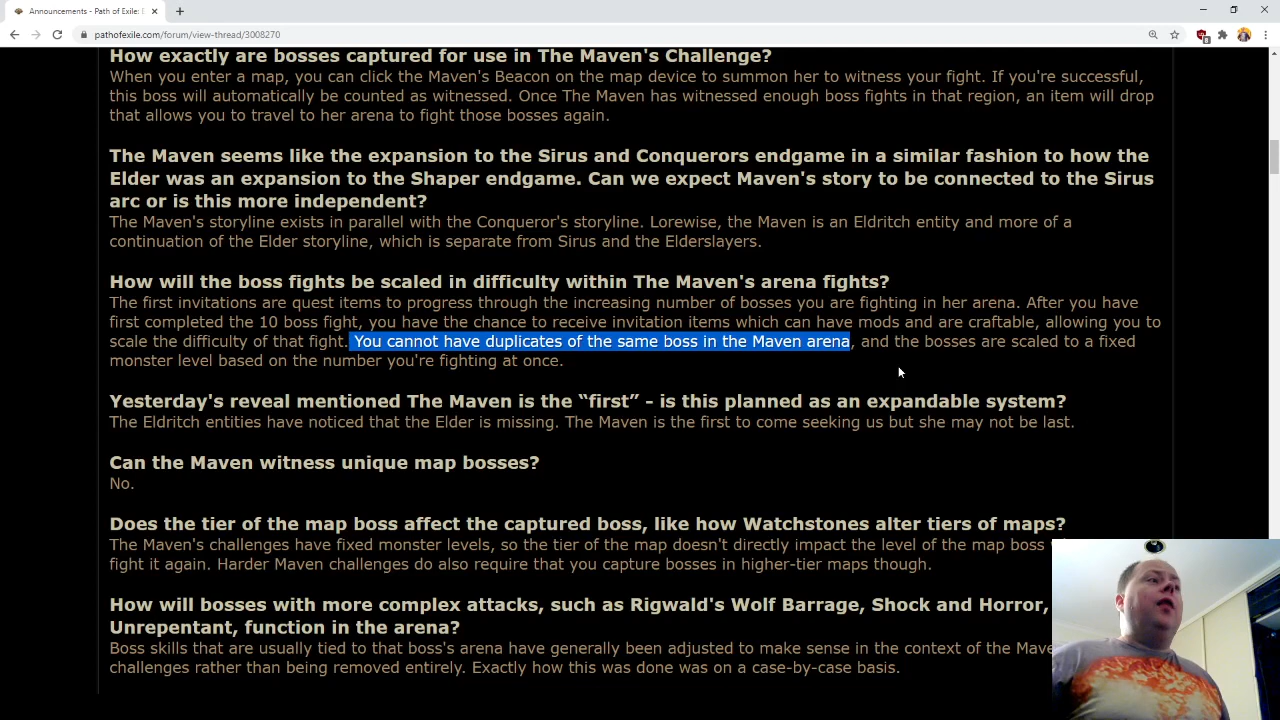 Announcements - Path of Exile: E
pathofexile.com/forum/view-thread/3008270
How exactly are bosses captured for use in The Maven's Challenge?
When you enter a map, you can click the Maven's Beacon on the map device to summon her to witness your fight. If you're successful,
this boss will automatically be counted as witnessed. Once The Maven has witnessed enough boss fights in that region, an item will drop
that allows you to travel to her arena to fight those bosses again.
The Maven seems like the expansion to the Sirus and Conquerors endgame in a similar fashion to how the
Elder was an expansion to the Shaper endgame. Can we expect Maven's story to be connected to the Sirus
arc or is this more independent?
The Maven's storyline exists in parallel with the Conqueror's storyline. Lorewise, the Maven is an Eldritch entity and more of a
continuation of the Elder storyline, which is separate from Sirus and the Elderslayers.
How will the boss fights be scaled in difficulty within The Maven's arena fights?
The first invitations are quest items to progress through the increasing number of bosses you are fighting in her arena. After you have
first completed the 10 boss fight, you have the chance to receive invitation items which can have mods and are craftable, allowing you to
scale the difficulty of that fight. You cannot have duplicates of the same boss in the Maven arena, and the bosses are scaled to a fixed
monster level based on the number you're fighting at once.
Yesterday's reveal mentioned The Maven is the “first” - is this planned as an expandable system?
The Eldritch entities have noticed that the Elder is missing. The Maven is the first to come seeking us but she may not be last.
Can the Maven witness unique map bosses?
No.
Does the tier of the map boss affect the captured boss, like how Watchstones alter tiers of maps?
The Maven's challenges have fixed monster levels, so the tier of the map doesn't directly impact the level of the map boss
fight it again. Harder Maven challenges do also require that you capture bosses in higher-tier maps though.
How will bosses with more complex attacks, such as Rigwald's Wolf Barrage, Shock and Horror,
Unrepentant, function in the arena?
Boss skills that are usually tied to that boss's arena have generally been adjusted to make sense in the context of the Mave
challenges rather than being removed entirely. Exactly how this was done was on a case-by-case basis.